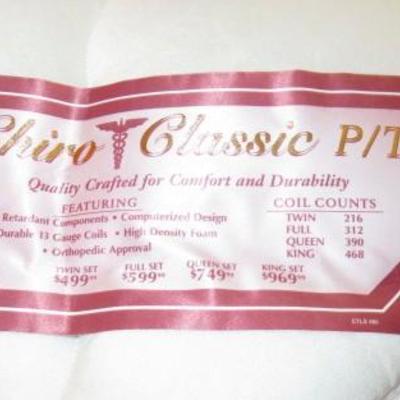 Chiro Classic P/T
Quality Crafted for Comfort and Durability
FEATURING
Retardant Components • Computerized Design
Durable 13 Gauge Coils • High Density Foam
• Orthopedic Approval
COIL COUNTS
TWIN 216
FULL 312
QUEEN 390
KING 468
TWIN SET FULL SET QUEEN SET KING SET
$499 $599 $749 $969